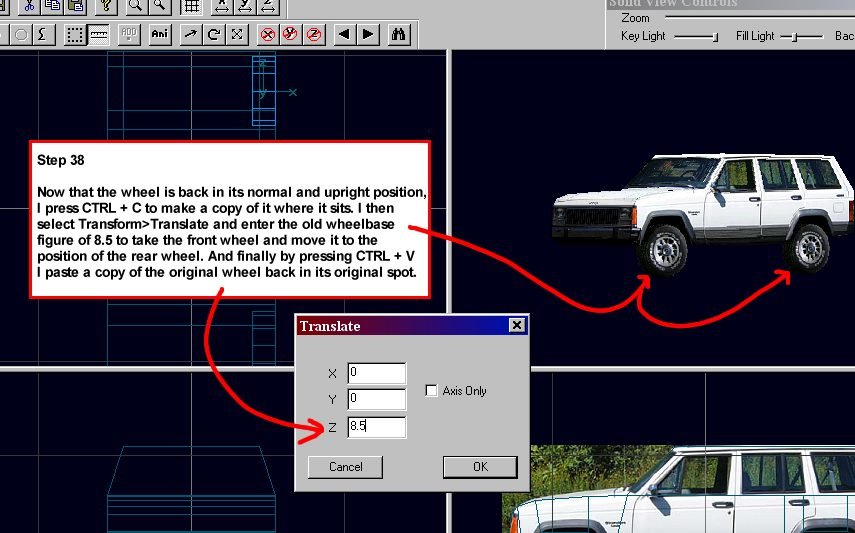 Solid View Controls
Zoom
Key Light Fill Light Bac
ADD Ani
x y z
z
y x
Step 38
Now that the wheel is back in its normal and upright position,
I press CTRL + C to make a copy of it where it sits. I then
select Transform>Translate and enter the old wheelbase
figure of 8.5 to take the front wheel and move it to the
position of the rear wheel. And finally by pressing CTRL + V
I paste a copy of the original wheel back in its original spot.
Translate
X 0
Y 0
Axis Only
Z 8.5
Cancel OK